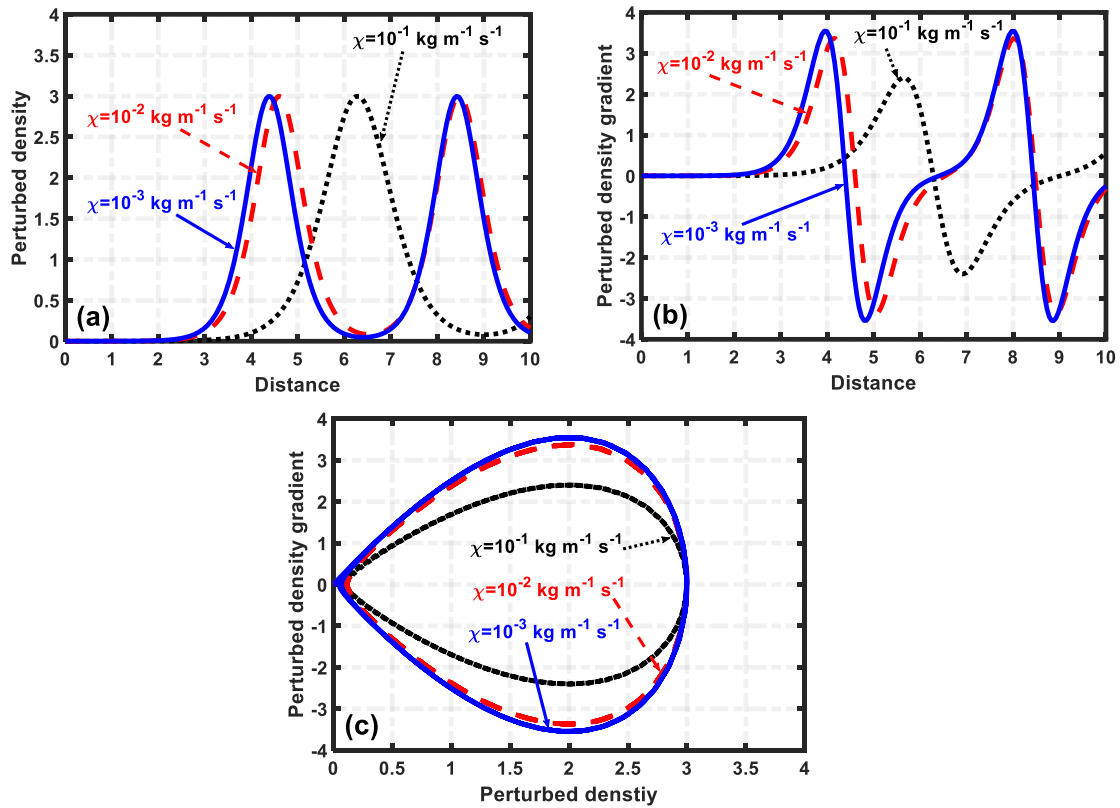 4
3.5
3
2.5
2
1.5
1
0.5
0
0 1 2 3 4 5 6 7 8 9 10
Perturbed density
Distance
χ=10⁻¹ kg m⁻¹ s⁻¹
χ=10⁻² kg m⁻¹ s⁻¹
χ=10⁻³ kg m⁻¹ s⁻¹
(a)
4
3
2
1
0
-1
-2
-3
-4
0 1 2 3 4 5 6 7 8 9 10
Perturbed density gradient
Distance
χ=10⁻¹ kg m⁻¹ s⁻¹
χ=10⁻² kg m⁻¹ s⁻¹
χ=10⁻³ kg m⁻¹ s⁻¹
(b)
4
3
2
1
0
-1
-2
-3
-4
0 0.5 1 1.5 2 2.5 3 3.5 4
Perturbed density gradient
Perturbed denstiy
χ=10⁻¹ kg m⁻¹ s⁻¹
χ=10⁻² kg m⁻¹ s⁻¹
χ=10⁻³ kg m⁻¹ s⁻¹
(c)